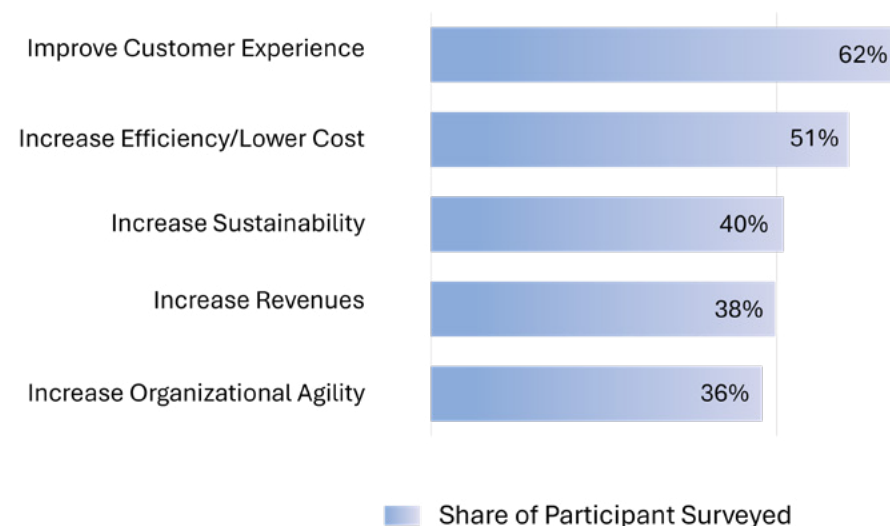 Improve Customer Experience
62%
Increase Efficiency/Lower Cost
51%
Increase Sustainability
40%
Increase Revenues
38%
Increase Organizational Agility
36%
Share of Participant Surveyed